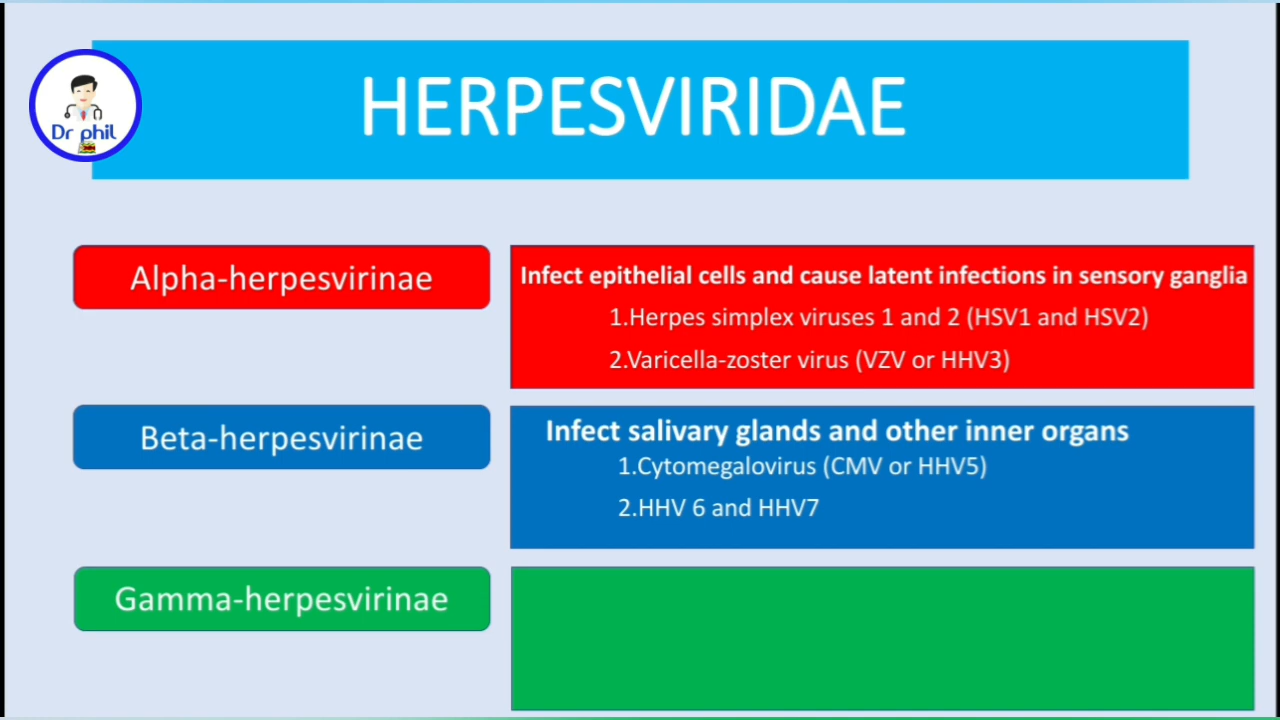 Dr phil
HERPESVIRIDAE
Alpha-herpesvirinae
Infect epithelial cells and cause latent infections in sensory ganglia
1.Herpes simplex viruses 1 and 2 (HSV1 and HSV2)
2.Varicella-zoster virus (VZV or HHV3)
Beta-herpesvirinae
Infect salivary glands and other inner organs
1.Cytomegalovirus (CMV or HHV5)
2.HHV 6 and HHV7
Gamma-herpesvirinae